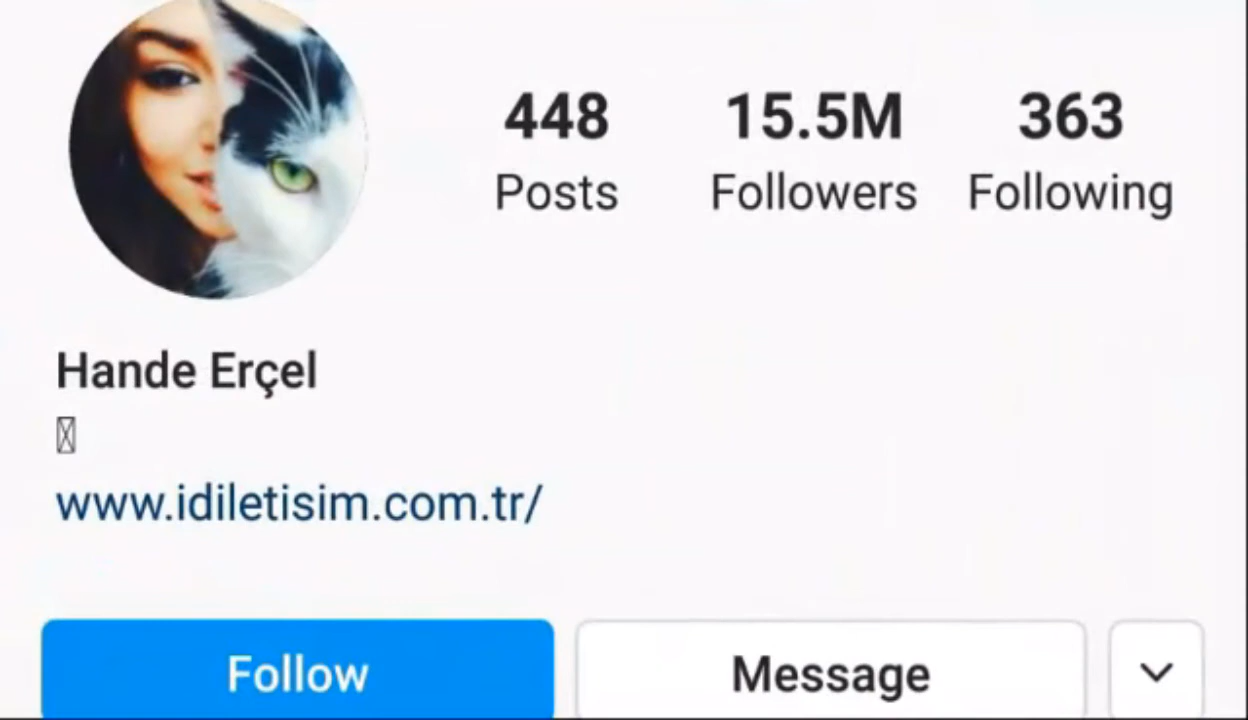 448 15.5M 363
Posts Followers Following
Hande Erçel
www.idiletisim.com.tr/
Follow Message